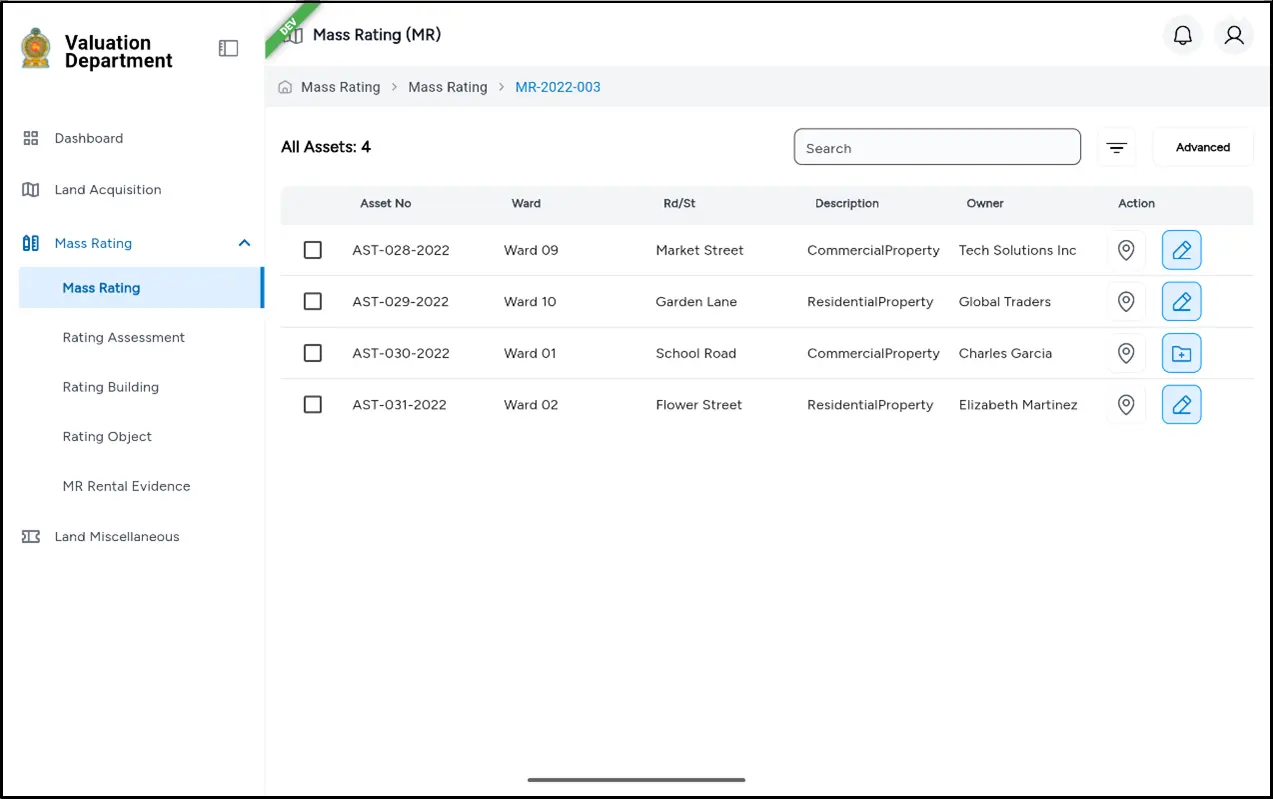 Valuation
Department
DEV
Mass Rating (MR)
Mass Rating > Mass Rating > MR-2022-003
Dashboard
Land Acquisition
Mass Rating
Mass Rating
Rating Assessment
Rating Building
Rating Object
MR Rental Evidence
Land Miscellaneous
All Assets: 4
Search
Advanced
Asset No Ward Rd/St Description Owner Action
AST-028-2022 Ward 09 Market Street CommercialProperty Tech Solutions Inc
AST-029-2022 Ward 10 Garden Lane ResidentialProperty Global Traders
AST-030-2022 Ward 01 School Road CommercialProperty Charles Garcia
AST-031-2022 Ward 02 Flower Street ResidentialProperty Elizabeth Martinez